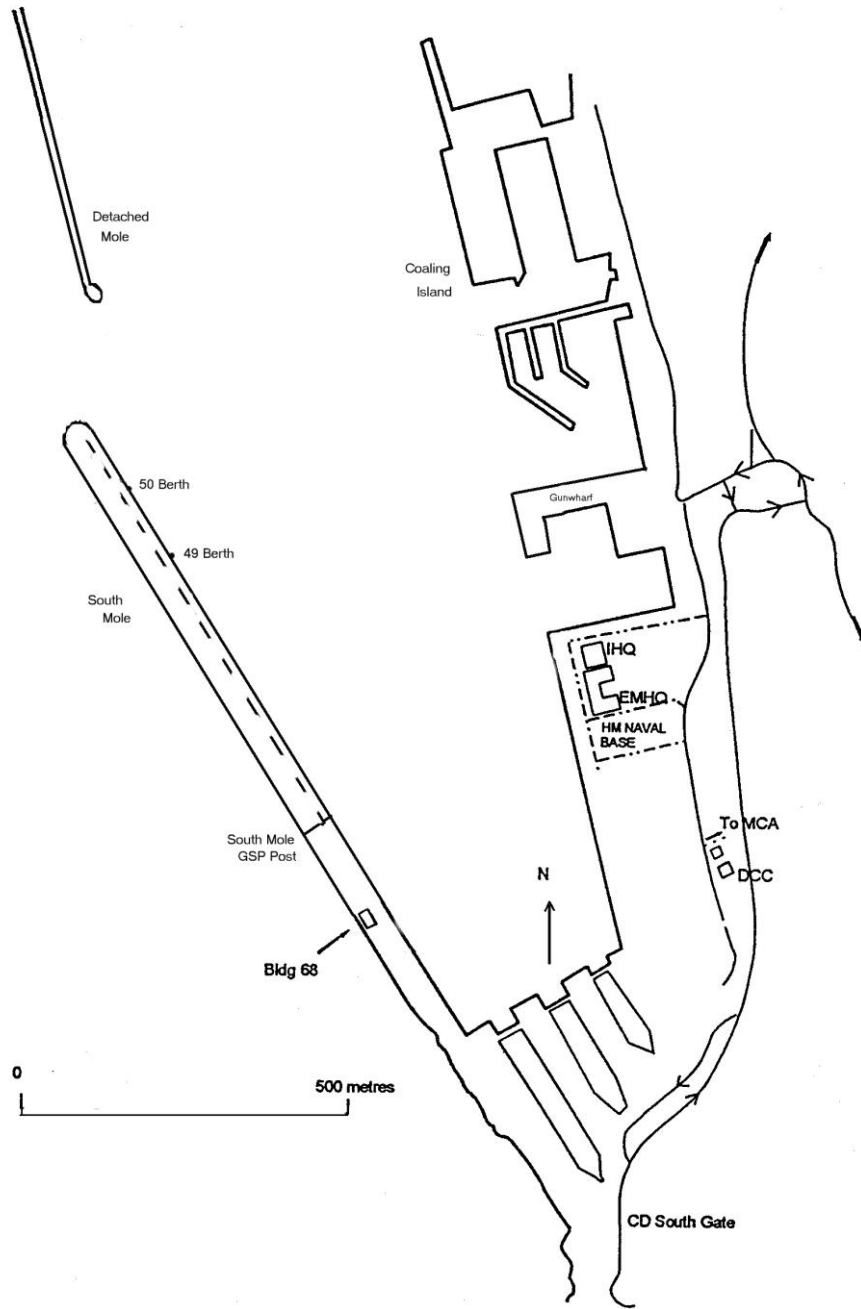 Detached
Mole
Coaling
Island
50 Berth
49 Berth
Gunwharf
South
Mole
IHQ
EMHQ
HM NAVAL
BASE
To MCA
DCC
South Mole
GSP Post
N
Bldg 68
0
500 metres
CD South Gate